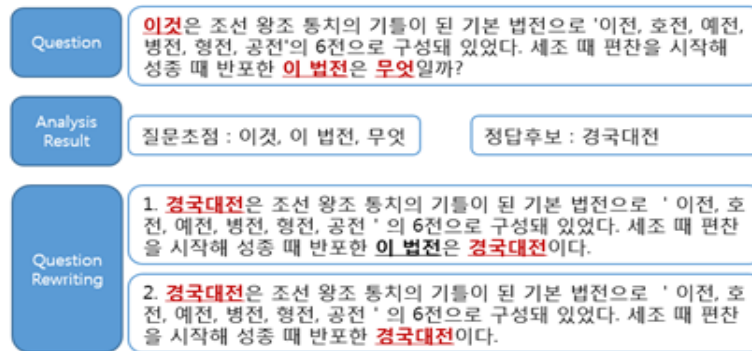 Question
이것은 조선 왕조 통치의 기틀이 된 기본 법전으로 '이전, 호전, 예전,
병전, 형전, 공전'의 6전으로 구성돼 있었다. 세조 때 편찬을 시작해
성종 때 반포한 이 법전은 무엇일까?
Analysis
Result
질문초점 : 이것, 이 법전, 무엇
정답후보 : 경국대전
Question
Rewriting
1. 경국대전은 조선 왕조 통치의 기틀이 된 기본 법전으로 ' 이전, 호
전, 예전, 병전, 형전, 공전 ' 의 6전으로 구성돼 있었다. 세조 때 편찬
을 시작해 성종 때 반포한 이 법전은 경국대전이다.
2. 경국대전은 조선 왕조 통치의 기틀이 된 기본 법전으로 ' 이전, 호
전, 예전, 병전, 형전, 공전 ' 의 6전으로 구성돼 있었다. 세조 때 편찬
을 시작해 성종 때 반포한 경국대전이다.